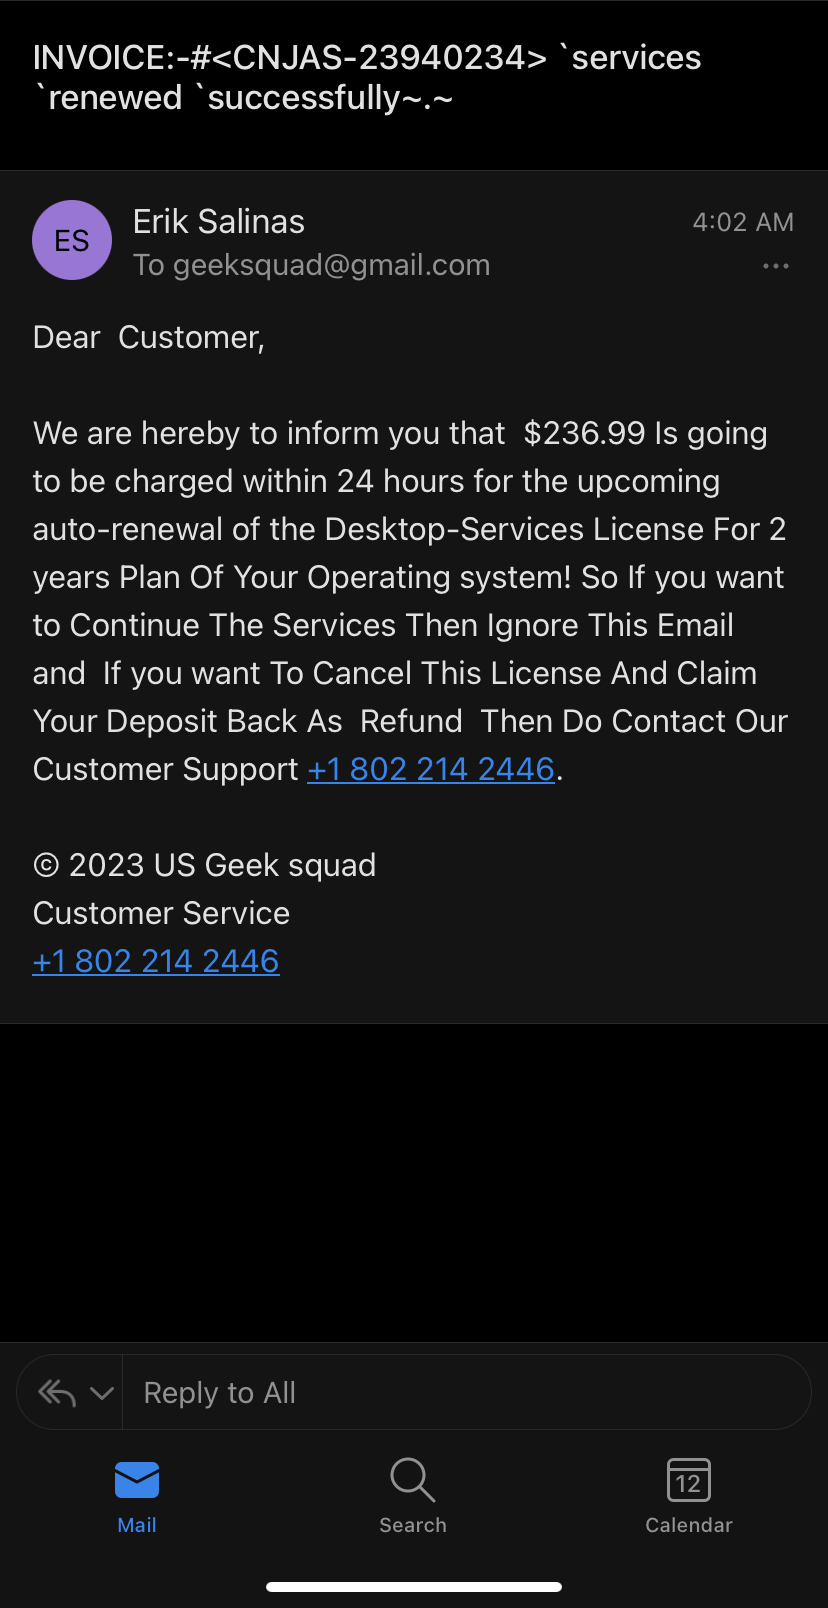 INVOICE:-#<CNJAS-23940234> `services
`renewed `successfully~.~
ES
Erik Salinas
4:02 AM
To geeksquad@gmail.com
Dear  Customer,
We are hereby to inform you that  $236.99 Is going
to be charged within 24 hours for the upcoming
auto-renewal of the Desktop-Services License For 2
years Plan Of Your Operating system! So If you want
to Continue The Services Then Ignore This Email
and  If you want To Cancel This License And Claim
Your Deposit Back As  Refund  Then Do Contact Our
Customer Support +1 802 214 2446.
© 2023 US Geek squad
Customer Service
+1 802 214 2446
Reply to All
12
Mail
Search
Calendar